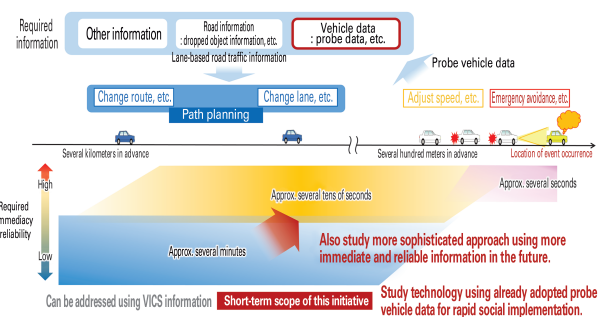 Required
information
Other information
Road information
: dropped object information, etc.
Vehicle data
: probe data, etc.
Lane-based road traffic information
Probe vehicle data
Change route, etc.
Change lane, etc.
Path planning
Adjust speed, etc.
Emergency avoidance, etc.
Several kilometers in advance
Several hundred meters in advance
Location of event occurrence
High
Required
mmediacy
reliability
Low
Approx. several tens of seconds
Approx. several seconds
Approx. several minutes
Also study more sophisticated approach using more
immediate and reliable information in the future.
Can be addressed using VICS information
Short-term scope of this initiative
Study technology using already adopted probe
vehicle data for rapid social implementation.